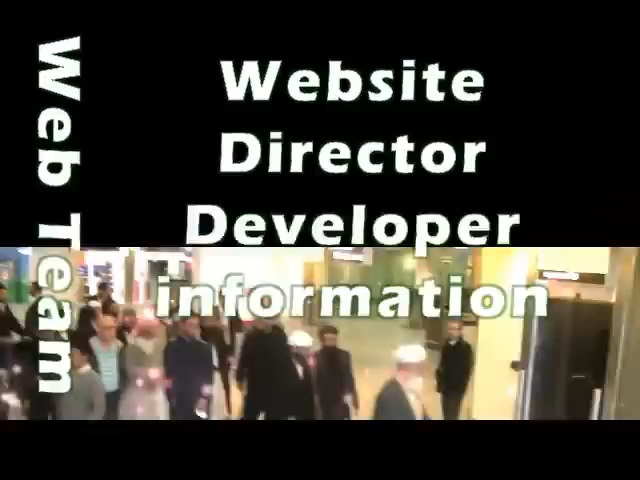 Web Team
Website
Director
Developer
information